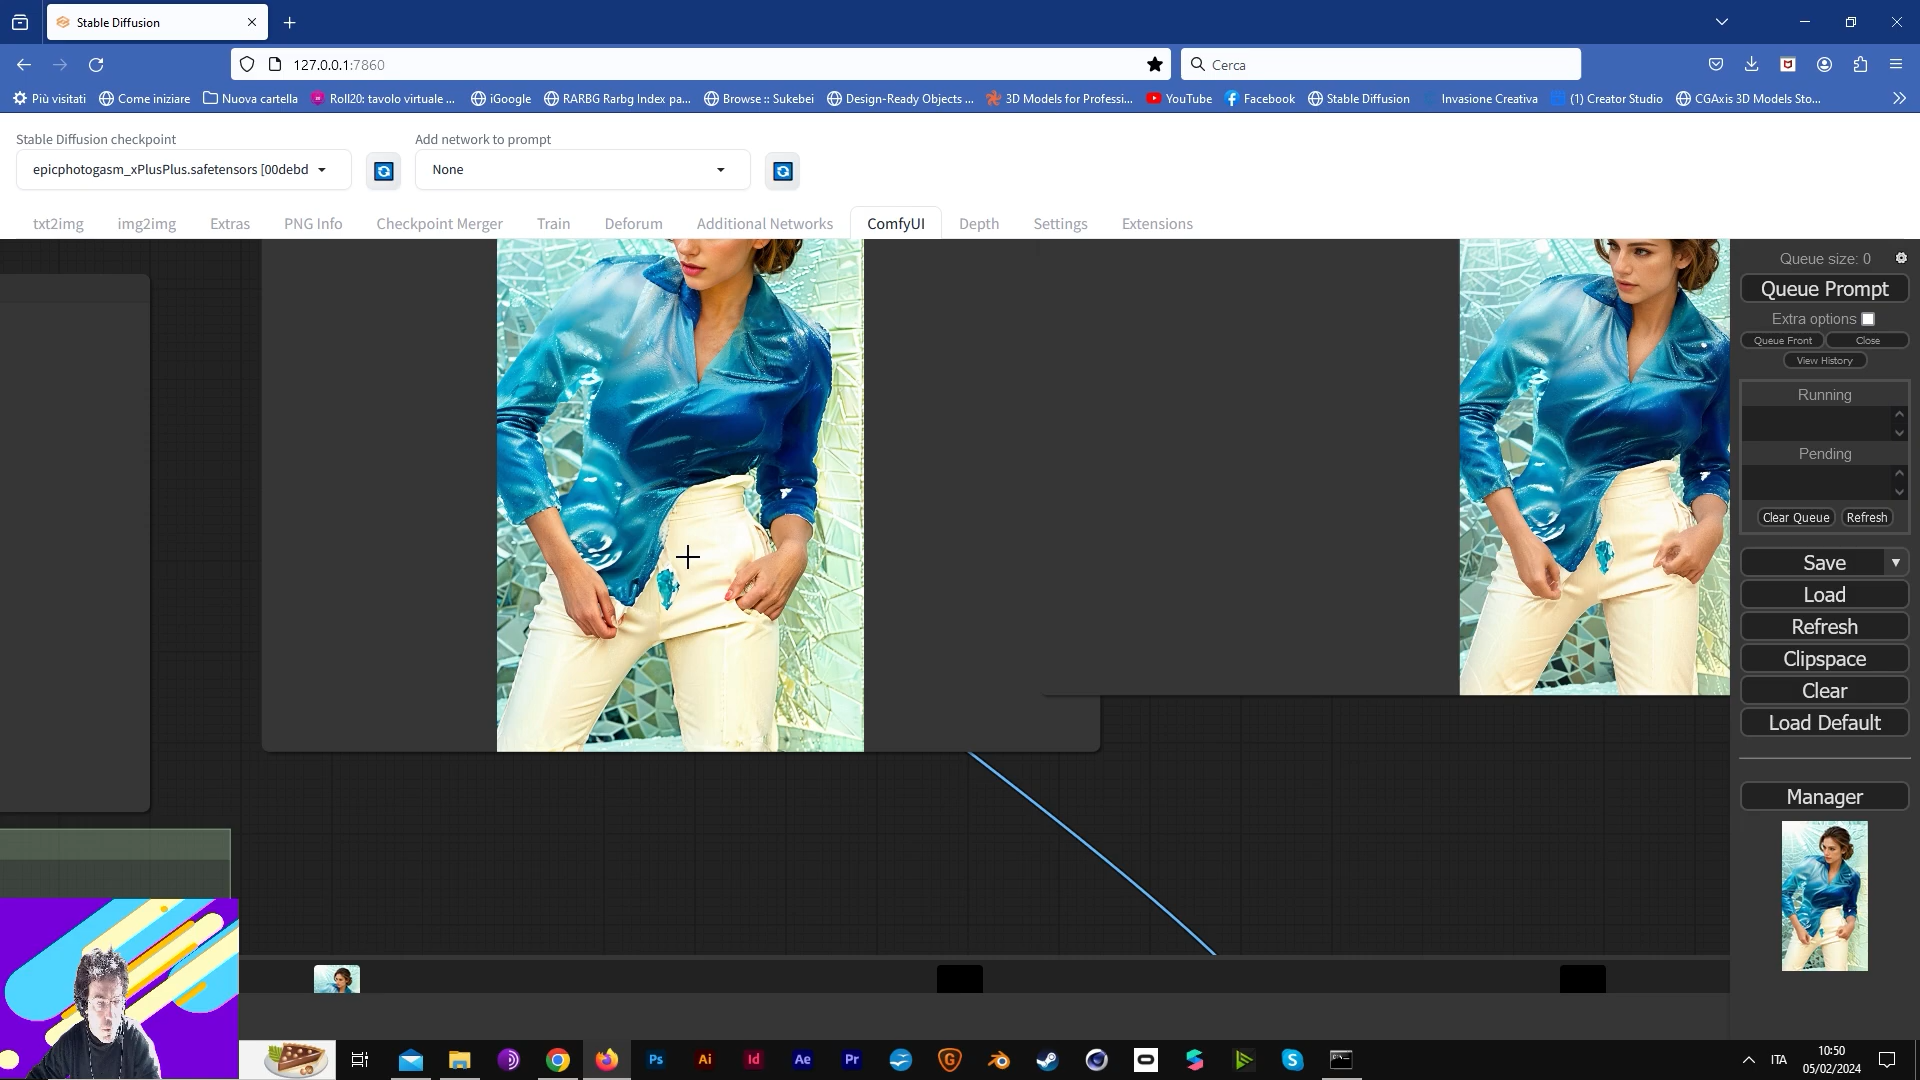 Stable Diffusion
127.0.0.1:7860
Cerca
Più visitati
Come iniziare
Nuova cartella
Roll20: tavolo virtuale ...
iGoogle
RARBG Rarbg Index pa...
Browse :: Sukebei
Design-Ready Objects ...
3D Models for Professi...
YouTube
Facebook
Stable Diffusion
Invasione Creativa
(1) Creator Studio
CGAxis 3D Models Sto...
Stable Diffusion checkpoint
Add network to prompt
epicphotogasm_xPlusPlus.safetensors [00debd
None
txt2img
img2img
Extras
PNG Info
Checkpoint Merger
Train
Deforum
Additional Networks
ComfyUI
Depth
Settings
Extensions
Queue size: 0
Queue Prompt
Extra options
Queue Front
Close
View History
Running
Pending
Clear Queue
Refresh
Save
Load
Refresh
Clipspace
Clear
Load Default
Manager
Ps
Ai
Id
Ae
Pr
ITA
10:50
05/02/2024